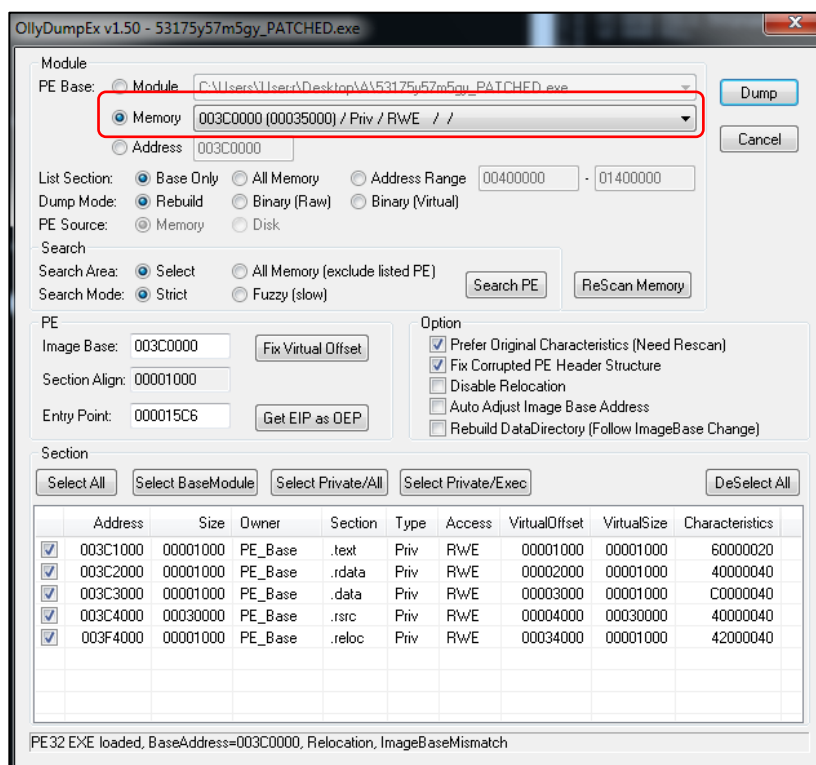 OllyDumpEx v1.50 - 53175y57m5gy_PATCHED.exe
Module
PE Base: Module C:\Users\User\Desktop\A\53175y57m5gy_PATCHED.exe
Memory 003C0000 (00035000) / Priv / RWE / /
Address 003C0000
Dump
Cancel
List Section: Base Only All Memory Address Range 00400000 - 01400000
Dump Mode: Rebuild Binary (Raw) Binary (Virtual)
PE Source: Memory Disk
Search
Search Area: Select All Memory (exclude listed PE)
Search Mode: Strict Fuzzy (slow)
Search PE ReScan Memory
PE
Image Base: 003C0000 Fix Virtual Offset
Section Align: 00001000
Entry Point: 000015C6 Get EIP as OEP
Option
Prefer Original Characteristics (Need Rescan)
Fix Corrupted PE Header Structure
Disable Relocation
Auto Adjust Image Base Address
Rebuild DataDirectory (Follow ImageBase Change)
Section
Select All Select BaseModule Select Private/All Select Private/Exec DeSelect All
Address Size Owner Section Type Access VirtualOffset VirtualSize Characteristics
003C1000 00001000 PE_Base .text Priv RWE 00001000 00001000 60000020
003C2000 00001000 PE_Base .rdata Priv RWE 00002000 00001000 40000040
003C3000 00001000 PE_Base .data Priv RWE 00003000 00001000 C0000040
003C4000 00030000 PE_Base .rsrc Priv RWE 00004000 00030000 40000040
003F4000 00001000 PE_Base .reloc Priv RWE 00034000 00001000 42000040
PE32 EXE loaded, BaseAddress=003C0000, Relocation, ImageBaseMismatch